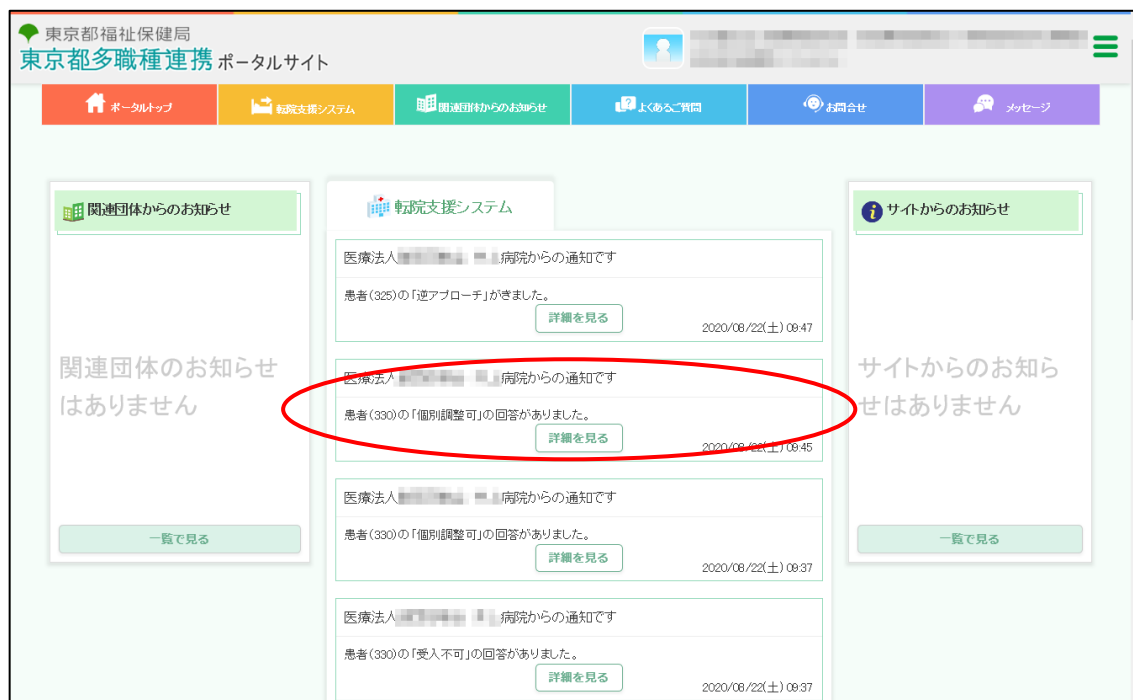 東京都福祉保健局
東京都多職種連携 ポータルサイト
ポータルトップ
転院支援システム
関連団体からのお知らせ
よくあるご質問
お問合せ
メッセージ
関連団体からのお知らせ
関連団体のお知らせ
はありません
一覧で見る
転院支援システム
医療法人 病院からの通知です
患者(325)の「逆アプローチ」がきました。
詳細を見る
2020/08/22(土) 09:47
医療法人 病院からの通知です
患者(330)の「個別調整可」の回答がありました。
詳細を見る
2020/08/22(土) 09:45
医療法人 病院からの通知です
患者(330)の「個別調整可」の回答がありました。
詳細を見る
2020/08/22(土) 09:37
医療法人 病院からの通知です
患者(330)の「受入不可」の回答がありました。
詳細を見る
2020/08/22(土) 09:37
サイトからのお知らせ
サイトからのお知ら
せはありません
一覧で見る